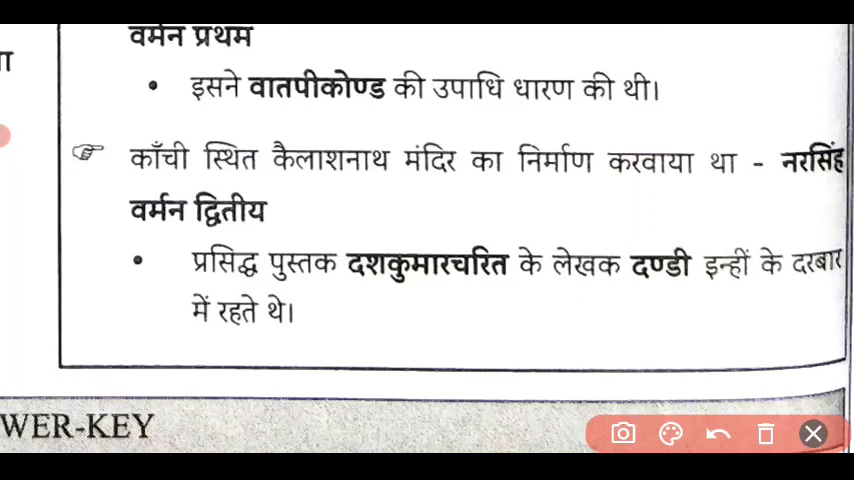 वर्मन प्रथम
• इसने वातपीकोण्ड की उपाधि धारण की थी।
☞ काँची स्थित कैलाशनाथ मंदिर का निर्माण करवाया था - नरसिंह
वर्मन द्वितीय
• प्रसिद्ध पुस्तक दशकुमारचरित के लेखक दण्डी इन्हीं के दरबार
में रहते थे।
WER-KEY